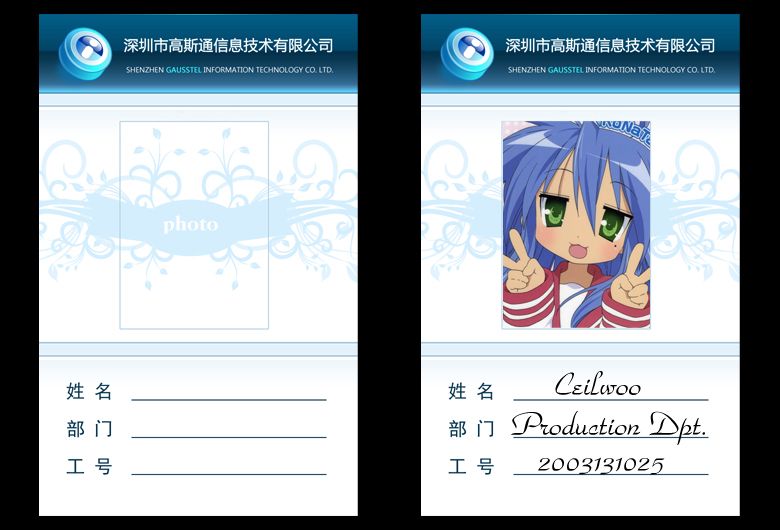 深圳市高斯通信息技术有限公司
SHENZHEN GAUSSTEL INFORMATION TECHNOLOGY CO. LTD.
photo
姓 名
部 门
工 号
深圳市高斯通信息技术有限公司
SHENZHEN GAUSSTEL INFORMATION TECHNOLOGY CO. LTD.
KONATA
姓 名 Ceilwoo
部 门 Production Dpt.
工 号 2003131025